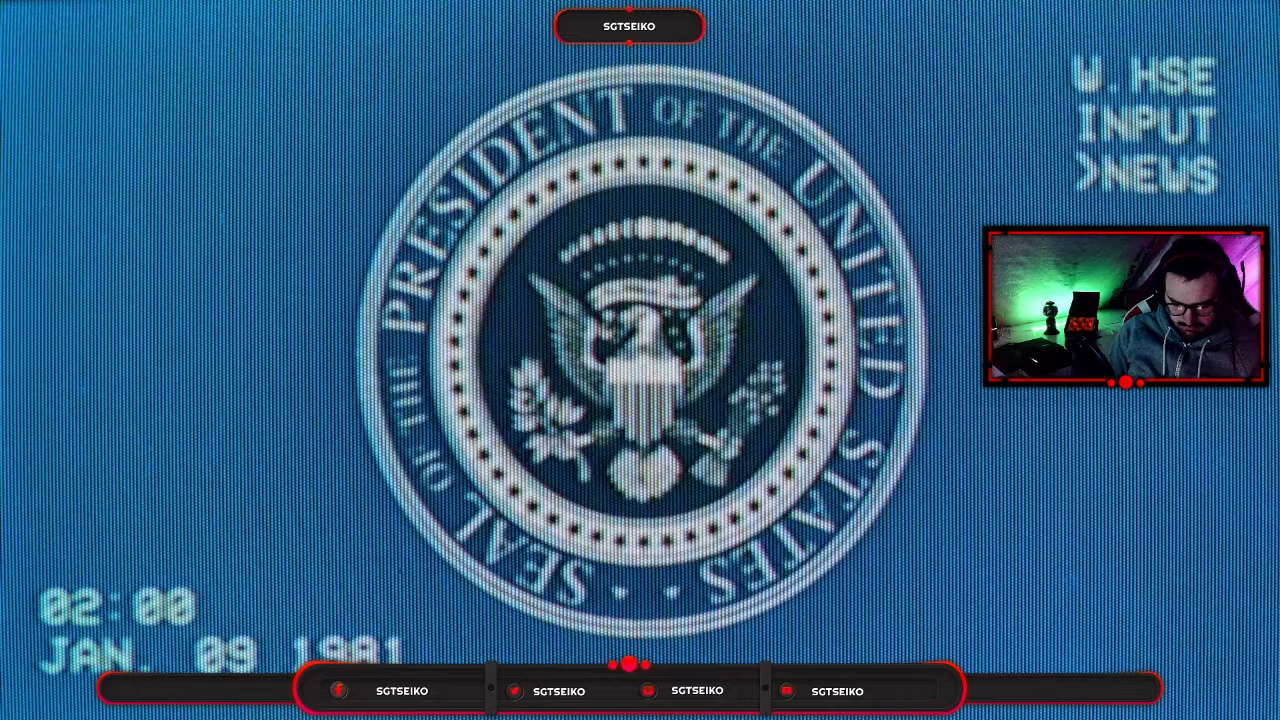 SGTSEIKO
W.HSE
INPUT
>NEWS
SEAL OF THE PRESIDENT OF THE UNITED STATES
02:00
JAN. 09 1991
SGTSEIKO
SGTSEIKO
SGTSEIKO
SGTSEIKO